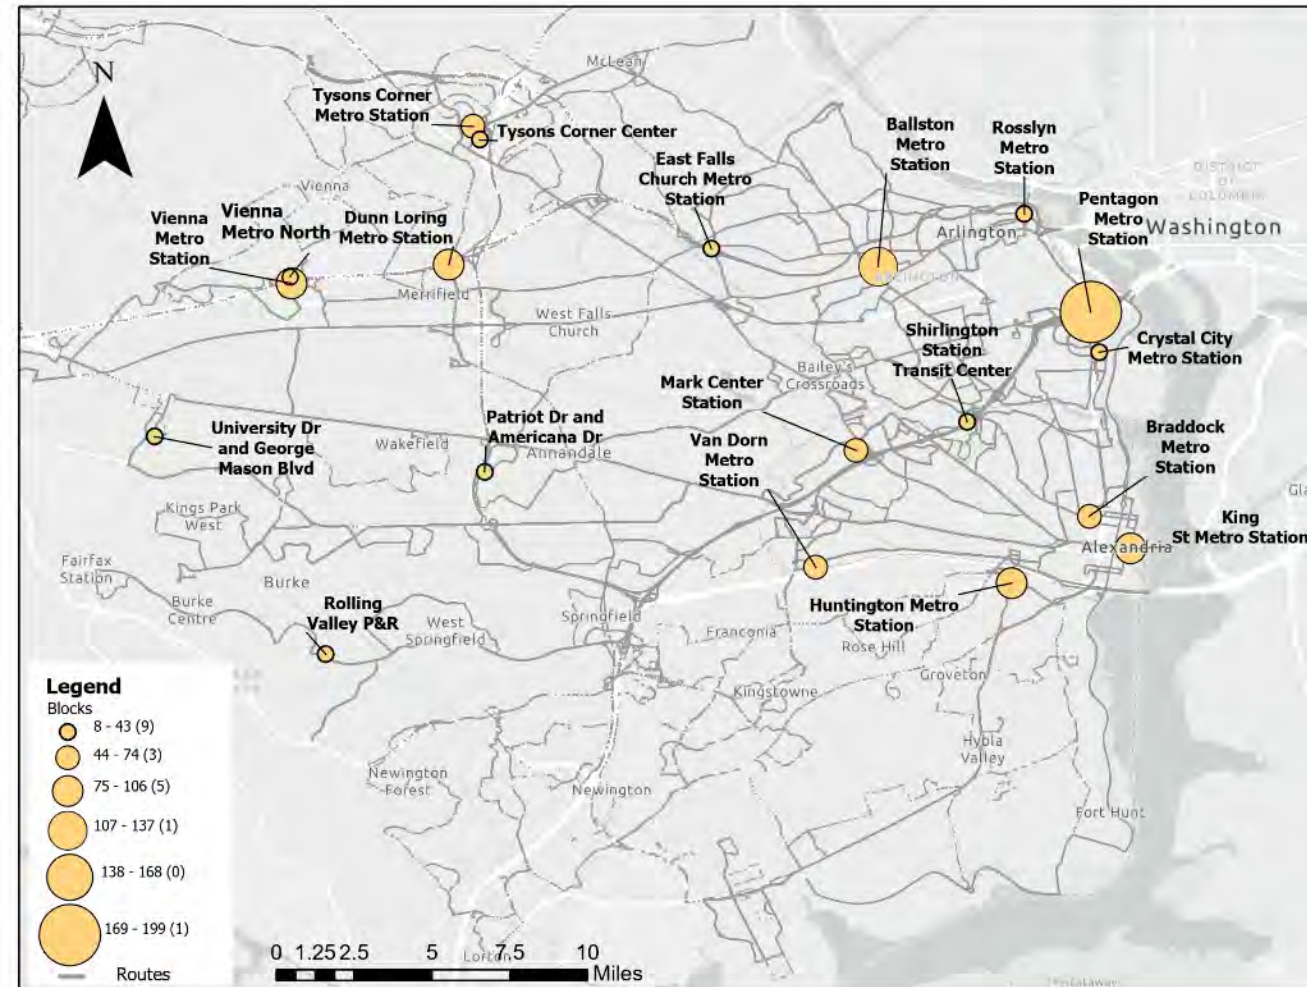 N
McLean
Tysons Corner
Metro Station
Tysons Corner Center
Ballston
Metro
Station
Rosslyn
Metro
Station
East Falls
Church Metro
Station
DISTRICT
OF
COLUMBIA
Pentagon
Metro
Station
Washington
Vienna
Vienna
Metro
Station
Vienna
Metro North
Dunn Loring
Metro Station
Arlington
ARLINGTON
Merrifield
West Falls
Church
Shirlington
Station
Transit Center
Crystal City
Metro Station
Bailey's
Crossroads
Mark Center
Station
Van Dorn
Metro
Station
Braddock
Metro
Station
University Dr
and George
Mason Blvd
Wakefield
Patriot Dr and
Americana Dr
Annandale
Kings Park
West
King
St Metro Station
Alexandria
Fairfax
Station
Burke
Burke
Centre
Rolling
Valley P&R
West
Springfield
Springfield
Franconia
Huntington Metro
Station
Rose Hill
Groveton
Kingstowne
Hybla
Valley
Newington
Forest
Newington
Fort Hunt
Lorton
Legend
Blocks
8 - 43 (9)
44 - 74 (3)
75 - 106 (5)
107 - 137 (1)
138 - 168 (0)
169 - 199 (1)
Routes
0 1.25 2.5 5 7.5 10
Miles